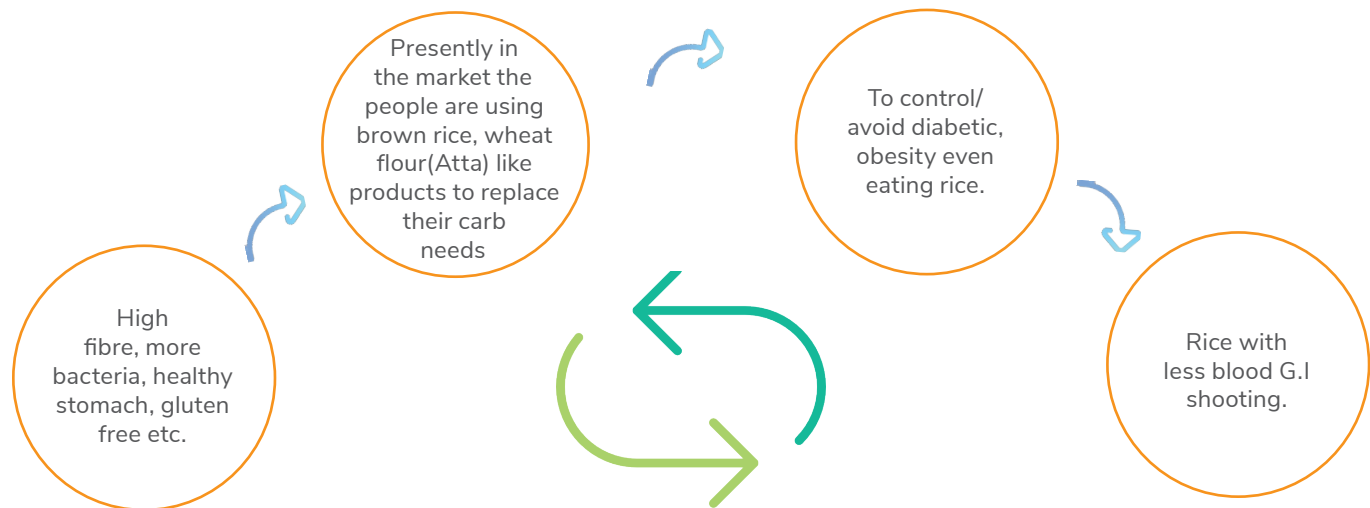 High
fibre, more
bacteria, healthy
stomach, gluten
free etc.
Presently in
the market the
people are using
brown rice, wheat
flour(Atta) like
products to replace
their carb
needs
To control/
avoid diabetic,
obesity even
eating rice.
Rice with
less blood G.I
shooting.